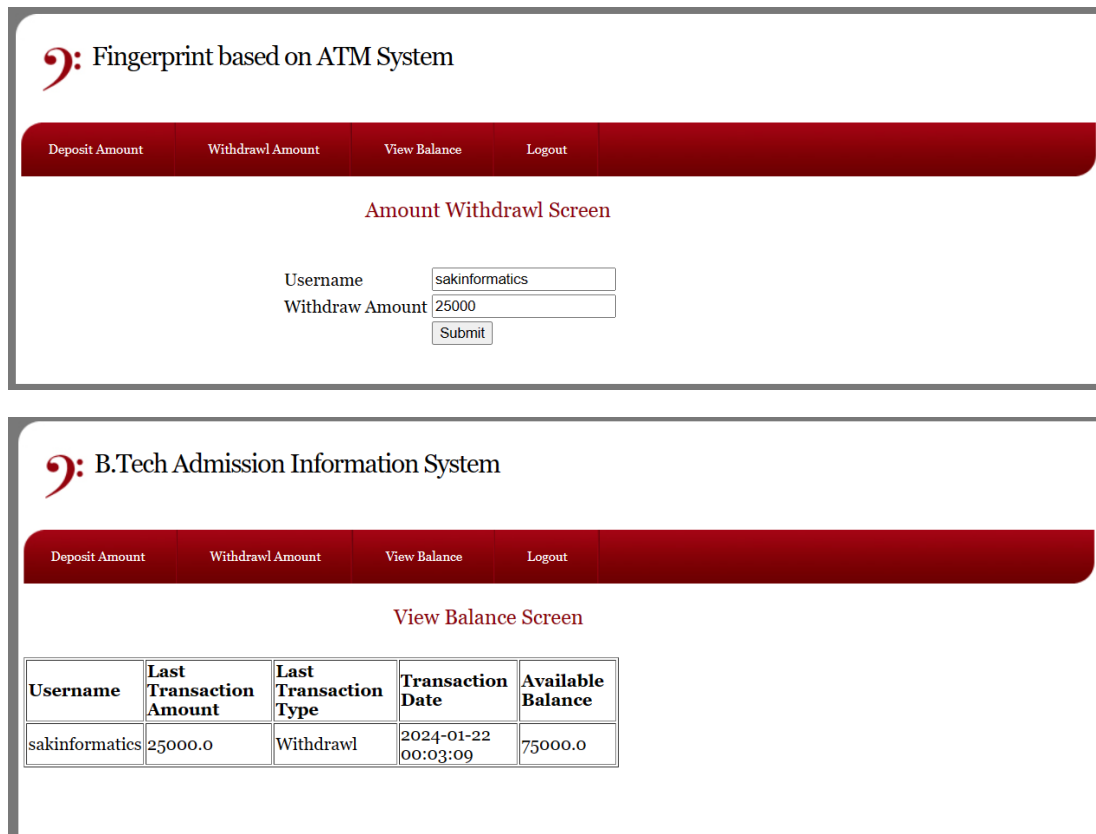 Fingerprint based on ATM System
Deposit Amount Withdrawl Amount View Balance Logout
Amount Withdrawl Screen
Username sakinformatics
Withdraw Amount 25000
Submit
B.Tech Admission Information System
Deposit Amount Withdrawl Amount View Balance Logout
View Balance Screen
Username Last Transaction Amount Last Transaction Type Transaction Date Available Balance
sakinformatics 25000.0 Withdrawl 2024-01-22 00:03:09 75000.0